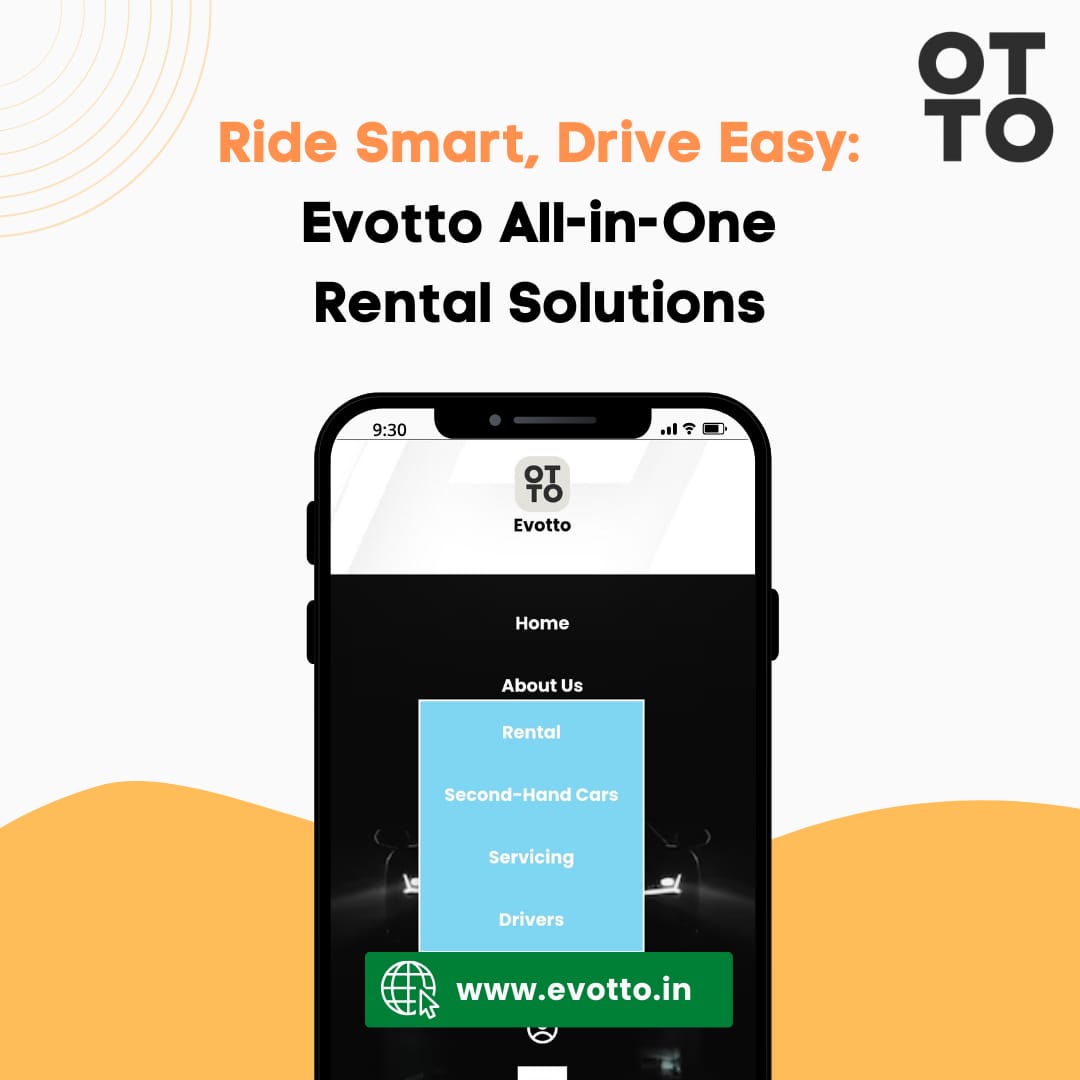 OT
TO
Ride Smart, Drive Easy:
Evotto All-in-One
Rental Solutions
9:30
OT
TO
Evotto
Home
About Us
Rental
Second-Hand Cars
Servicing
Drivers
www.evotto.in